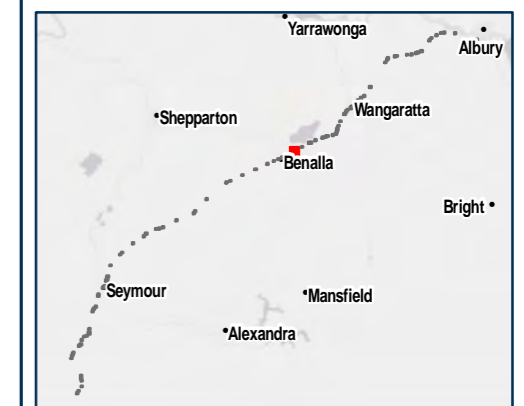 Yarrawonga
Albury
Shepparton
Wangaratta
Benalla
Bright
Seymour
Mansfield
Alexandra